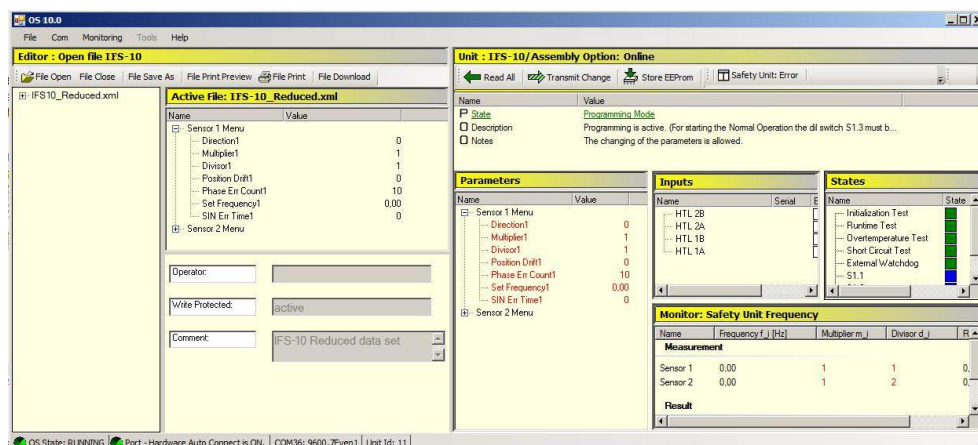 OS 10.0
File Com Monitoring Tools Help
Editor : Open file IFS-10
File Open File Close File Save As File Print Preview File Print File Download
IFS10_Reduced.xml
Active File: IFS-10_Reduced.xml
Name Value
Sensor 1 Menu
Direction1 0
Multiplier1 1
Divisor1 1
Position Drift1 0
Phase Err Count1 10
Set Frequency1 0,00
SIN Err Time1 0
Sensor 2 Menu
Operator:
Write Protected: active
Comment: IFS-10 Reduced data set
Unit : IFS-10/Assembly Option: Online
Read All Transmit Change Store EEProm Safety Unit: Error
Name Value
State Programming Mode
Description Programming is active. (For starting the Normal Operation the dil switch S1.3 must b...
Notes The changing of the parameters is allowed.
Parameters
Name Value
Sensor 1 Menu
Direction1 0
Multiplier1 1
Divisor1 1
Position Drift1 0
Phase Err Count1 10
Set Frequency1 0,00
SIN Err Time1 0
Sensor 2 Menu
Inputs
Name Serial
HTL 2B
HTL 2A
HTL 1B
HTL 1A
States
Name State
Initialization Test
Runtime Test
Overtemperature Test
Short Circuit Test
External Watchdog
S1.1
Monitor: Safety Unit Frequency
Name Frequency f_i [Hz] Multiplier m_i Divisor d_i R
Measurement
Sensor 1 0,00 1 1 0,
Sensor 2 0,00 1 2 0,
Result
OS State: RUNNING Port - Hardware Auto Connect is ON. COM36: 9600,7Even1 Unit Id: 11